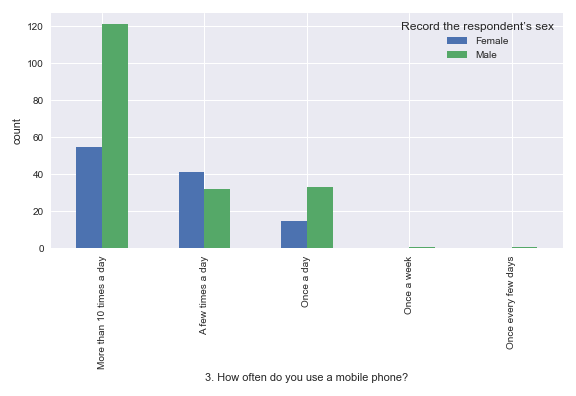 Record the respondent's sex
Female
Male
count
120
100
80
60
40
20
0
More than 10 times a day
A few times a day
Once a day
Once a week
Once every few days
3. How often do you use a mobile phone?